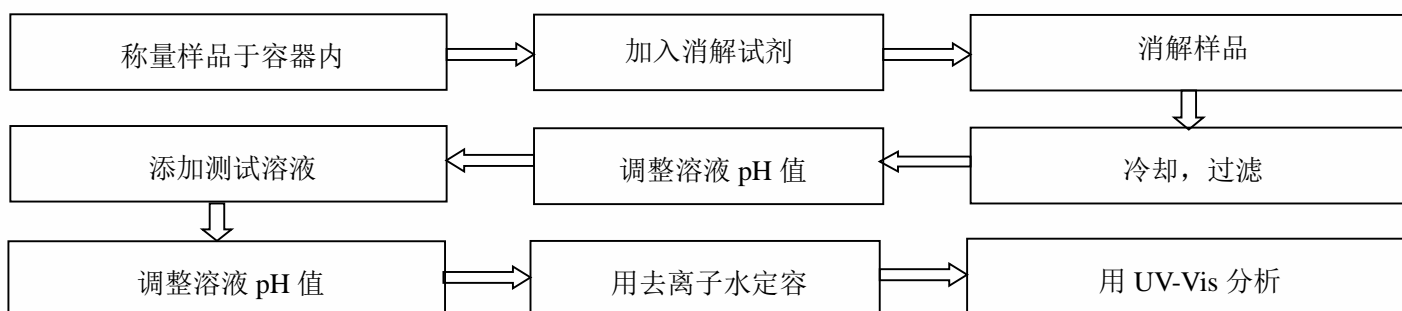 称量样品于容器内
加入消解试剂
消解样品
冷却，过滤
调整溶液 pH 值
添加测试溶液
调整溶液 pH 值
用去离子水定容
用 UV-Vis 分析